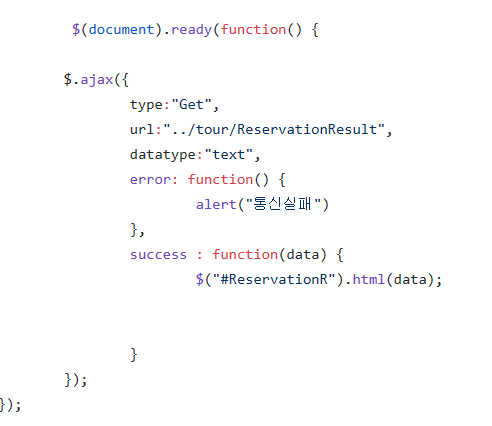 $(document).ready(function() {
$.ajax({
type:"Get",
url:"../tour/ReservationResult",
datatype:"text",
error: function() {
alert("통신실패")
},
success : function(data) {
$("#ReservationR").html(data);
}
});
});